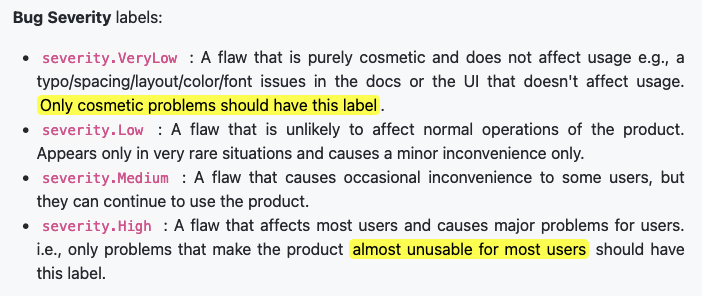 Bug Severity labels:
• severity.VeryLow : A flaw that is purely cosmetic and does not affect usage e.g., a
typo/spacing/layout/color/font issues in the docs or the UI that doesn't affect usage.
Only cosmetic problems should have this label.
• severity.Low : A flaw that is unlikely to affect normal operations of the product.
Appears only in very rare situations and causes a minor inconvenience only.
• severity.Medium : A flaw that causes occasional inconvenience to some users, but
they can continue to use the product.
• severity.High : A flaw that affects most users and causes major problems for users.
i.e., only problems that make the product almost unusable for most users should have
this label.